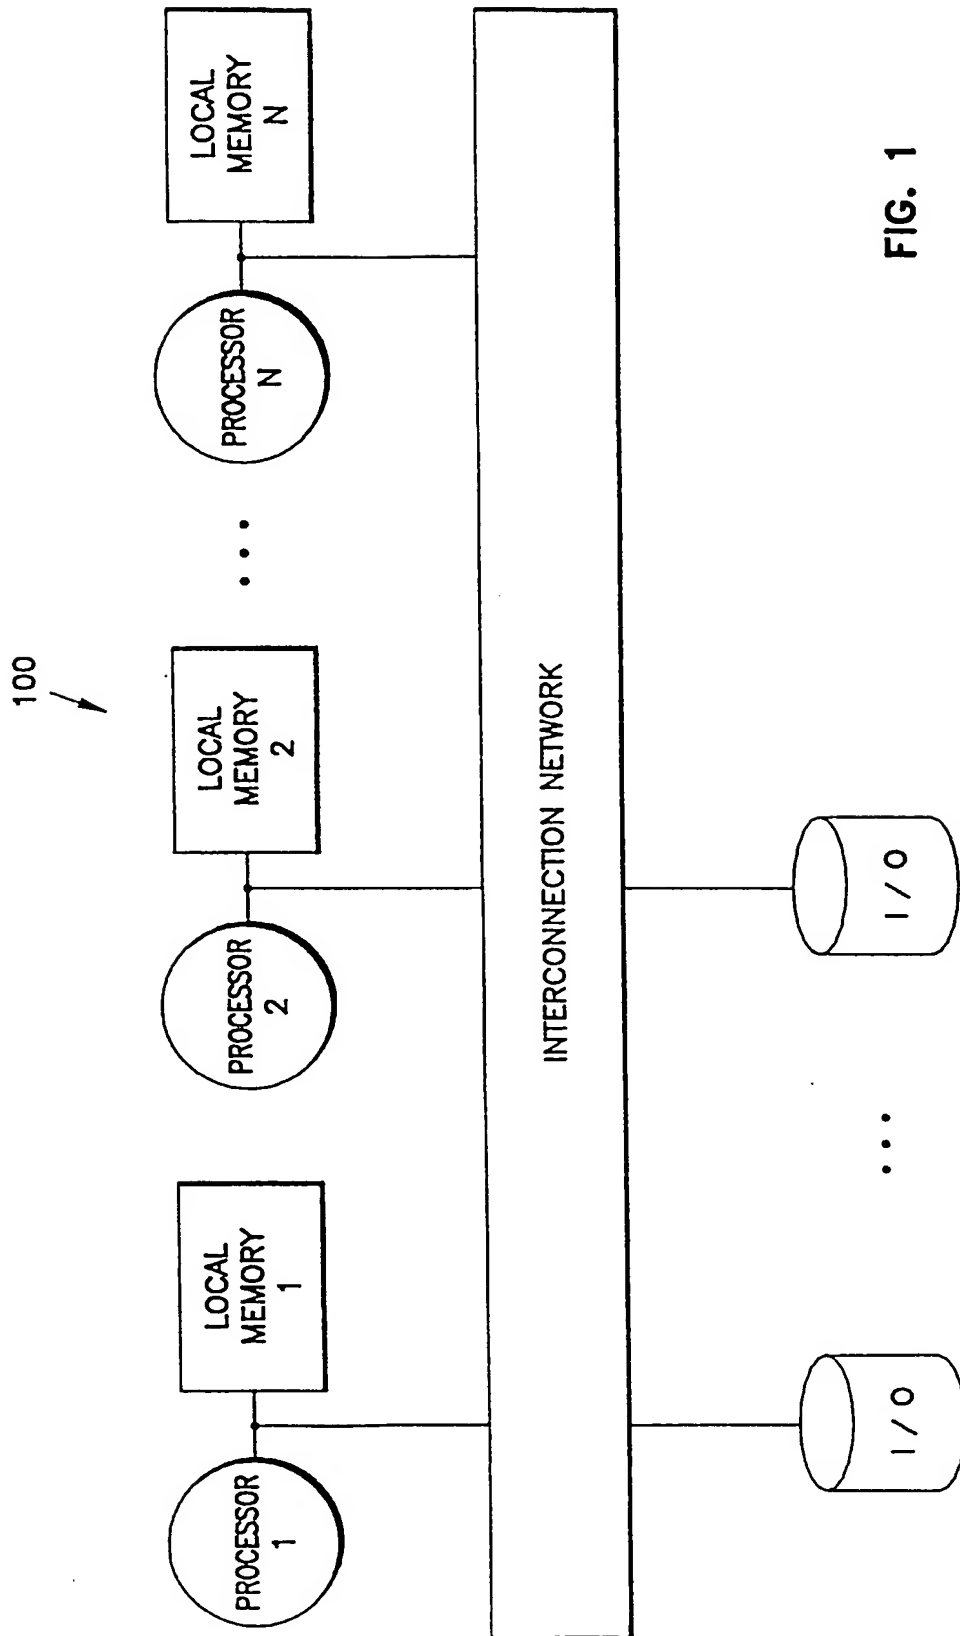 100
PROCESSOR
1
LOCAL
MEMORY
1
PROCESSOR
2
LOCAL
MEMORY
2
• • •
PROCESSOR
N
LOCAL
MEMORY
N
INTERCONNECTION NETWORK
I/O
• • •
I/O
FIG. 1